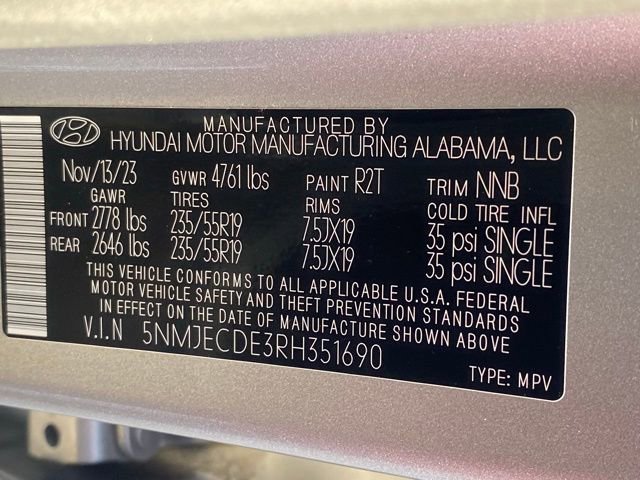 MANUFACTURED BY
HYUNDAI MOTOR MANUFACTURING ALABAMA, LLC
Nov/13/23 GVWR 4761 lbs PAINT R2T TRIM NNB
GAWR TIRES RIMS COLD TIRE INFL
FRONT 2778 lbs 235/55R19 7.5JX19 35 psi SINGLE
REAR 2646 lbs 235/55R19 7.5JX19 35 psi SINGLE
THIS VEHICLE CONFORMS TO ALL APPLICABLE U.S.A. FEDERAL
MOTOR VEHICLE SAFETY AND THEFT PREVENTION STANDARDS
IN EFFECT ON THE DATE OF MANUFACTURE SHOWN ABOVE
V.I.N 5NMJECDE3RH351690
TYPE: MPV